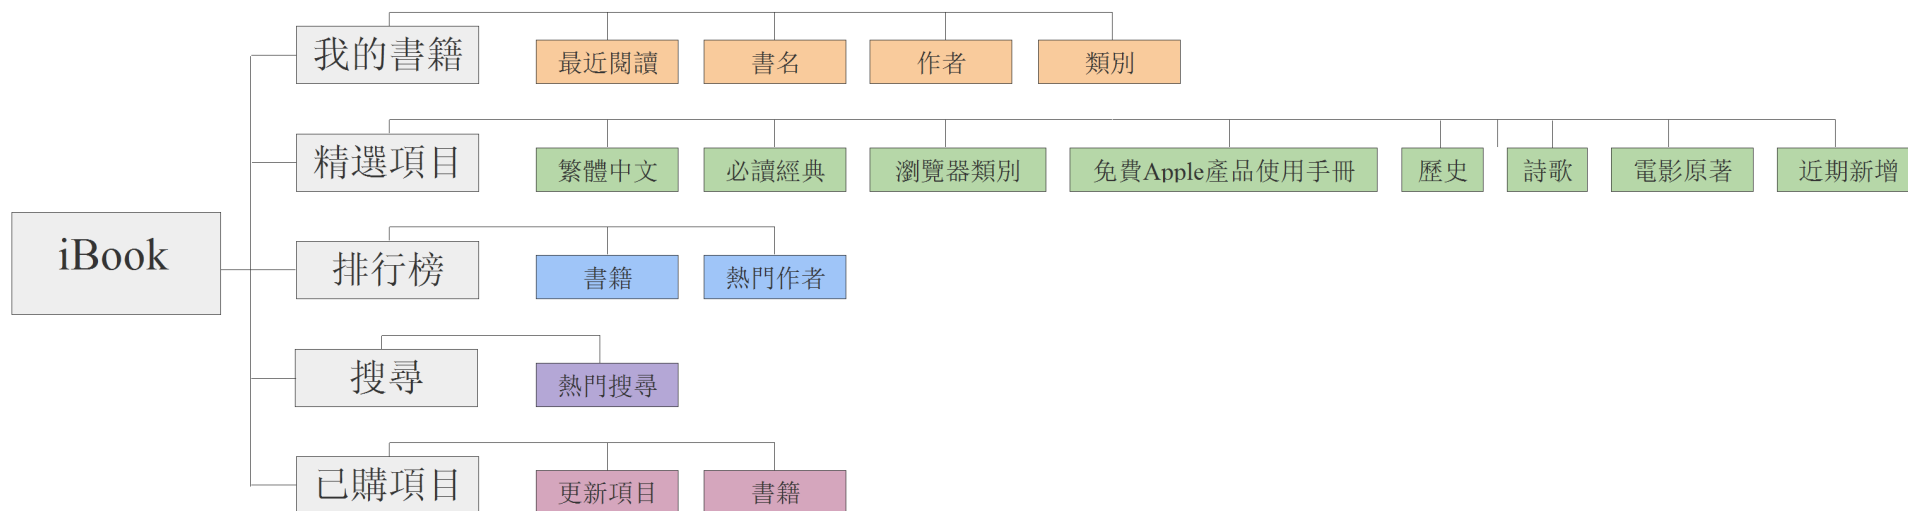 我的書籍
最近閱讀
書名
作者
類別
精選項目
繁體中文
必讀經典
瀏覽器類別
免費Apple產品使用手冊
歷史
詩歌
電影原著
近期新增
iBook
排行榜
書籍
熱門作者
搜尋
熱門搜尋
已購項目
更新項目
書籍